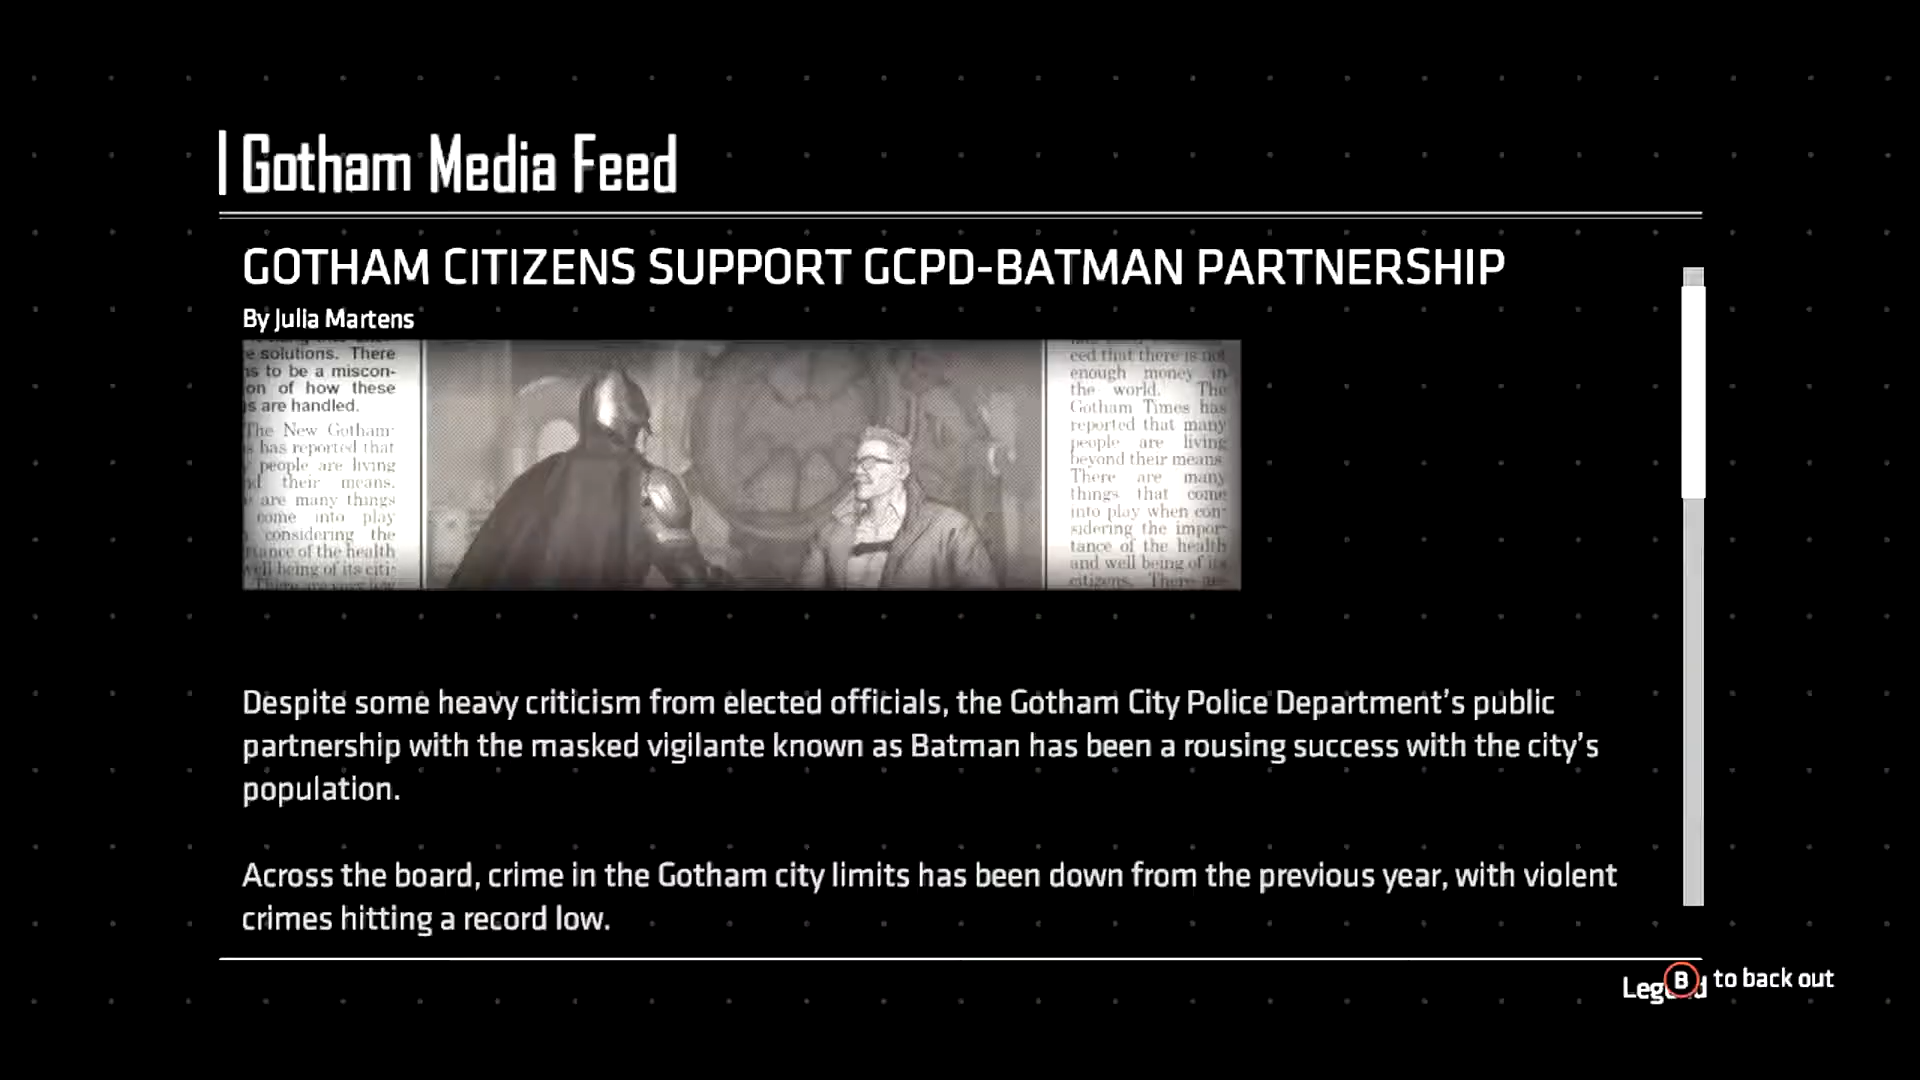 Gotham Media Feed
GOTHAM CITIZENS SUPPORT GCPD-BATMAN PARTNERSHIP
By Julia Martens
e solutions. There
s to be a miscon-
on of how these
s are handled.
The New Gotham
s has reported that
people are living
their means.
are many things
come into play
considering the
tance of the health
well being of its citi-
ced that there is not
enough money in
the world. The
Gotham Times has
reported that many
people are living
beyond their means.
There are many
things that come
into play when con-
sidering the impor-
tance of the health
and well being of its
citizens. There are
Despite some heavy criticism from elected officials, the Gotham City Police Department’s public
partnership with the masked vigilante known as Batman has been a rousing success with the city’s
population.
Across the board, crime in the Gotham city limits has been down from the previous year, with violent
crimes hitting a record low.
B to back out